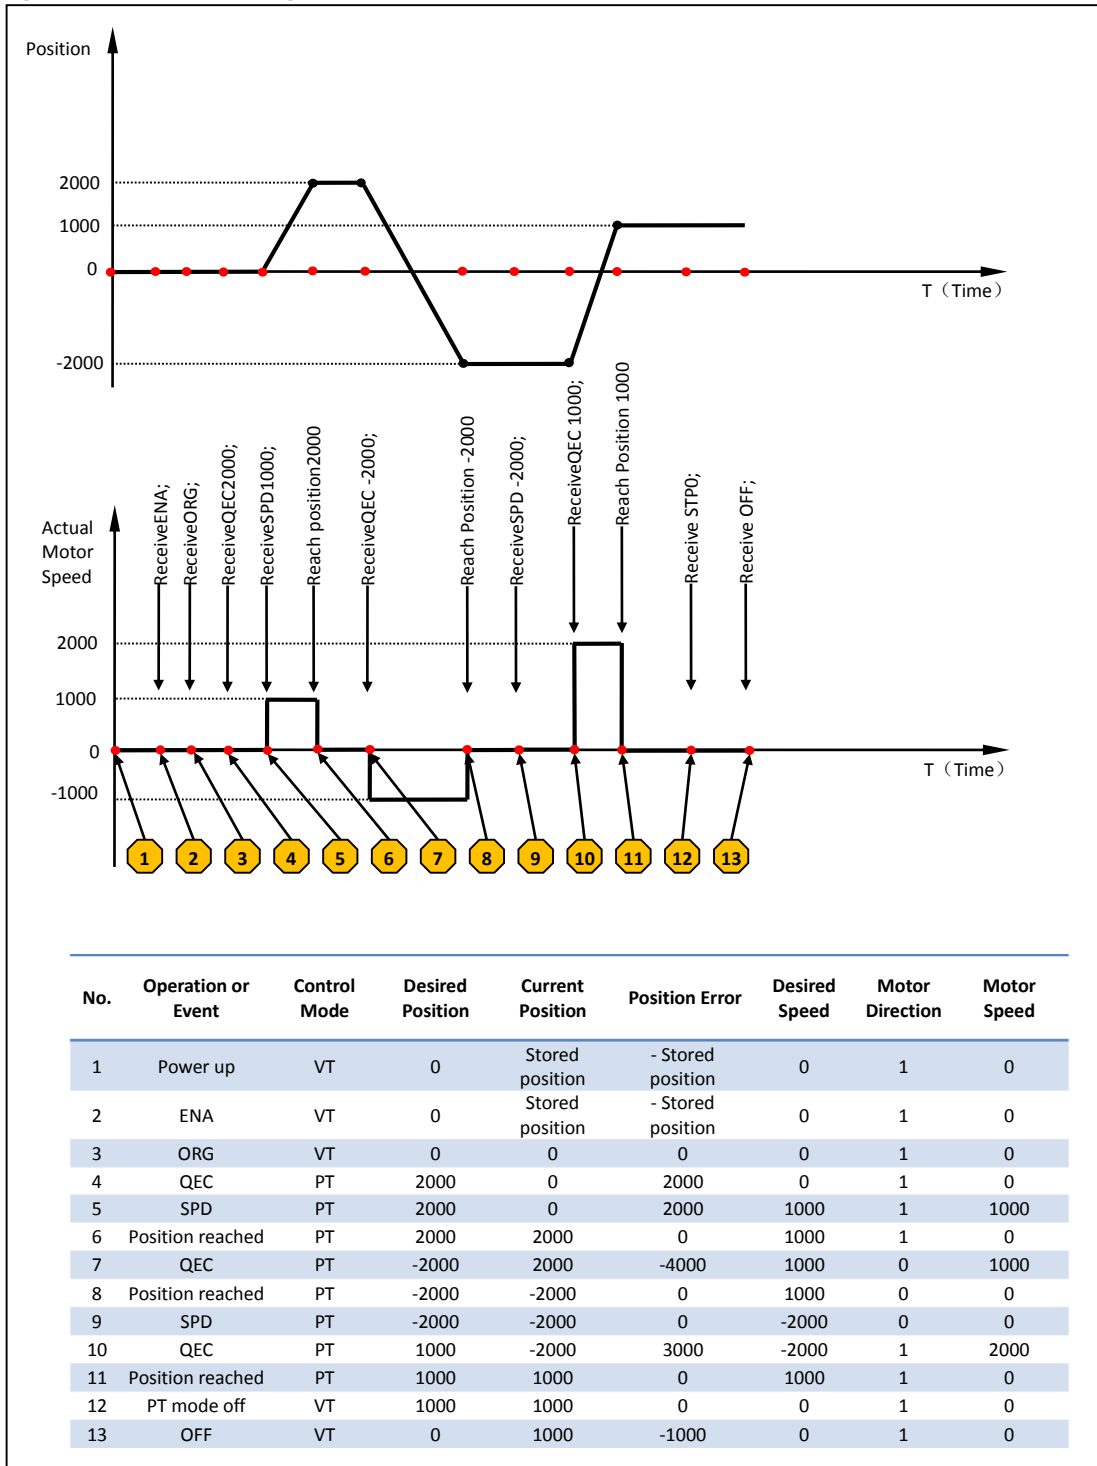 Position
2000
1000
0
-2000
T（Time）
ReceiveENA;
ReceiveORG;
ReceiveQEC2000;
ReceiveSPD1000;
Reach position2000
ReceiveQEC -2000;
Reach Position -2000
ReceiveSPD -2000;
ReceiveQEC 1000;
Reach Position 1000
Receive STP0;
Receive OFF;
Actual
Motor
Speed
2000
1000
0
-1000
T（Time）
1 2 3 4 5 6 7 8 9 10 11 12 13
No. Operation or Event Control Mode Desired Position Current Position Position Error Desired Speed Motor Direction Motor Speed
1 Power up VT 0 Stored position - Stored position 0 1 0
2 ENA VT 0 Stored position - Stored position 0 1 0
3 ORG VT 0 0 0 0 1 0
4 QEC PT 2000 0 2000 0 1 0
5 SPD PT 2000 0 2000 1000 1 1000
6 Position reached PT 2000 2000 0 1000 1 0
7 QEC PT -2000 2000 -4000 1000 0 1000
8 Position reached PT -2000 -2000 0 1000 0 0
9 SPD PT -2000 -2000 0 -2000 0 0
10 QEC PT 1000 -2000 3000 -2000 1 2000
11 Position reached PT 1000 1000 0 1000 1 0
12 PT mode off VT 1000 1000 0 0 1 0
13 OFF VT 0 1000 -1000 0 1 0